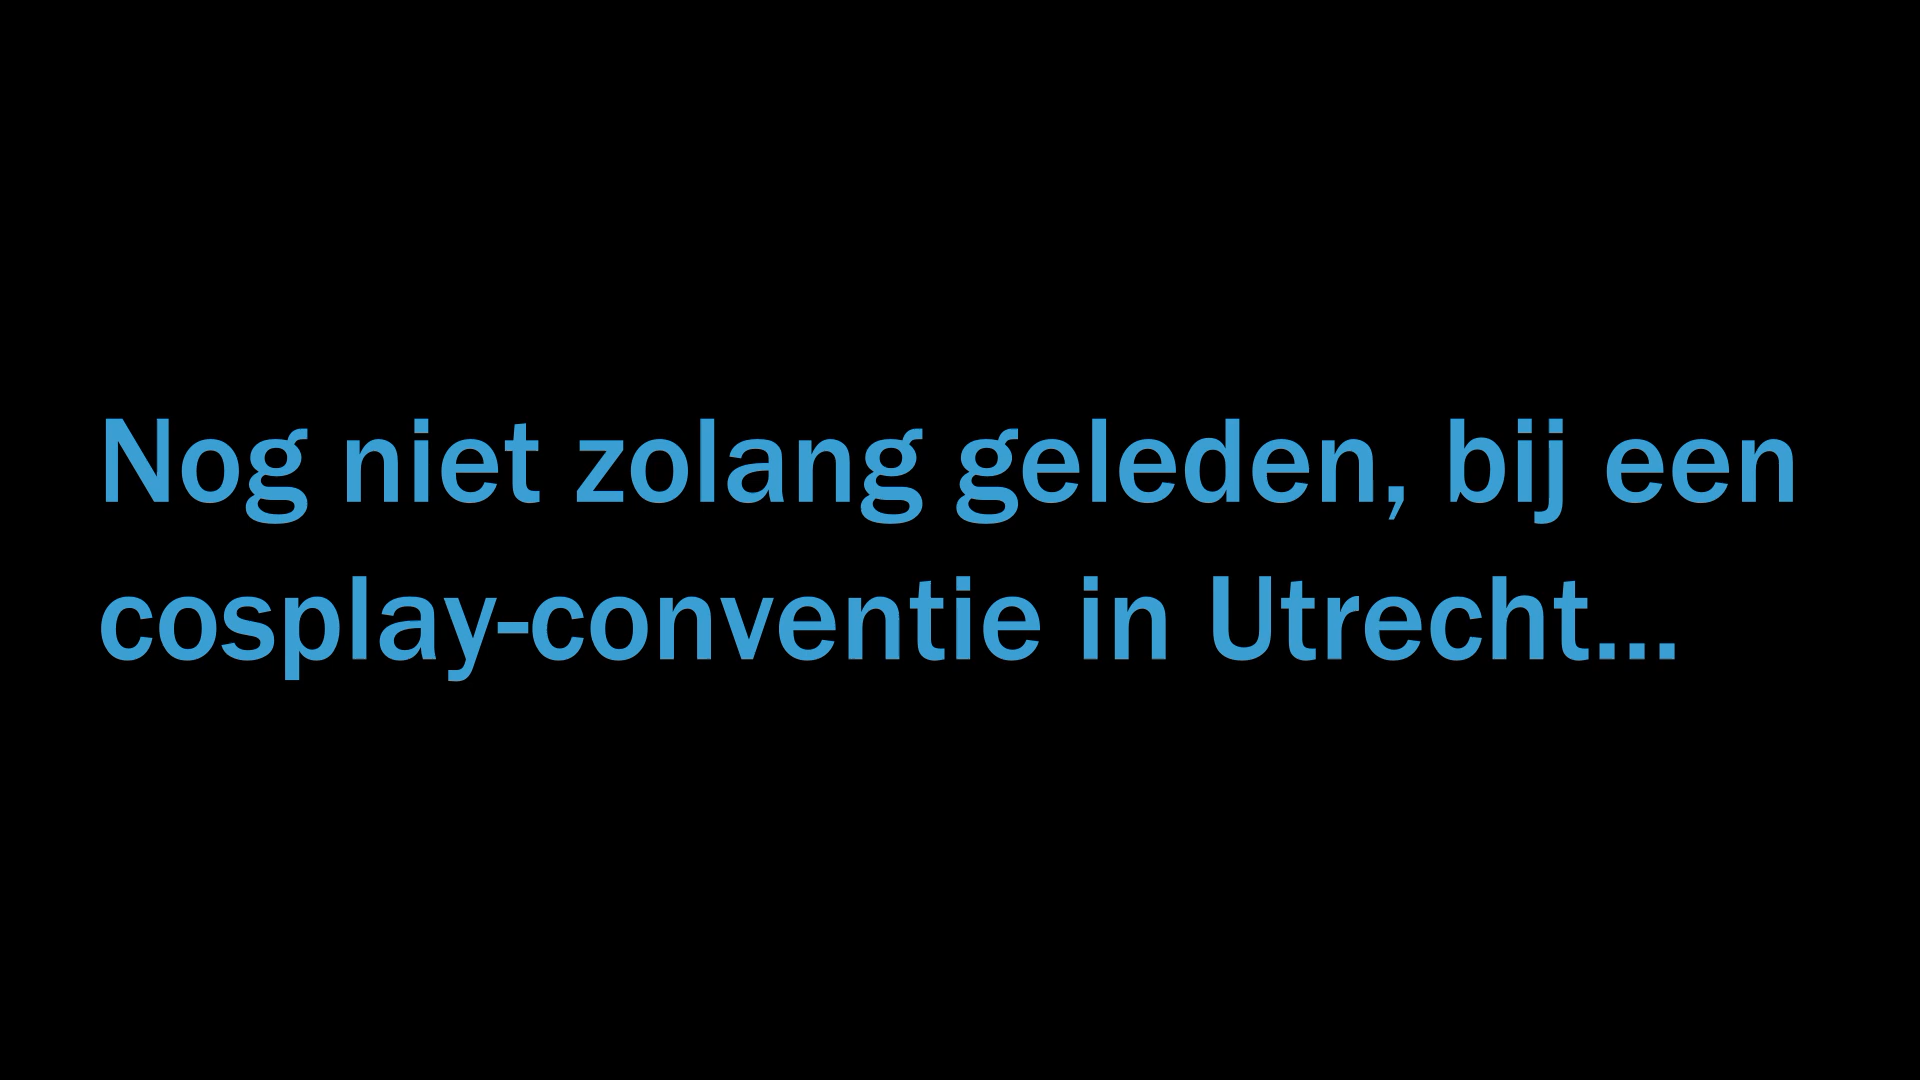 Nog niet zolang geleden, bij een
cosplay-conventie in Utrecht...